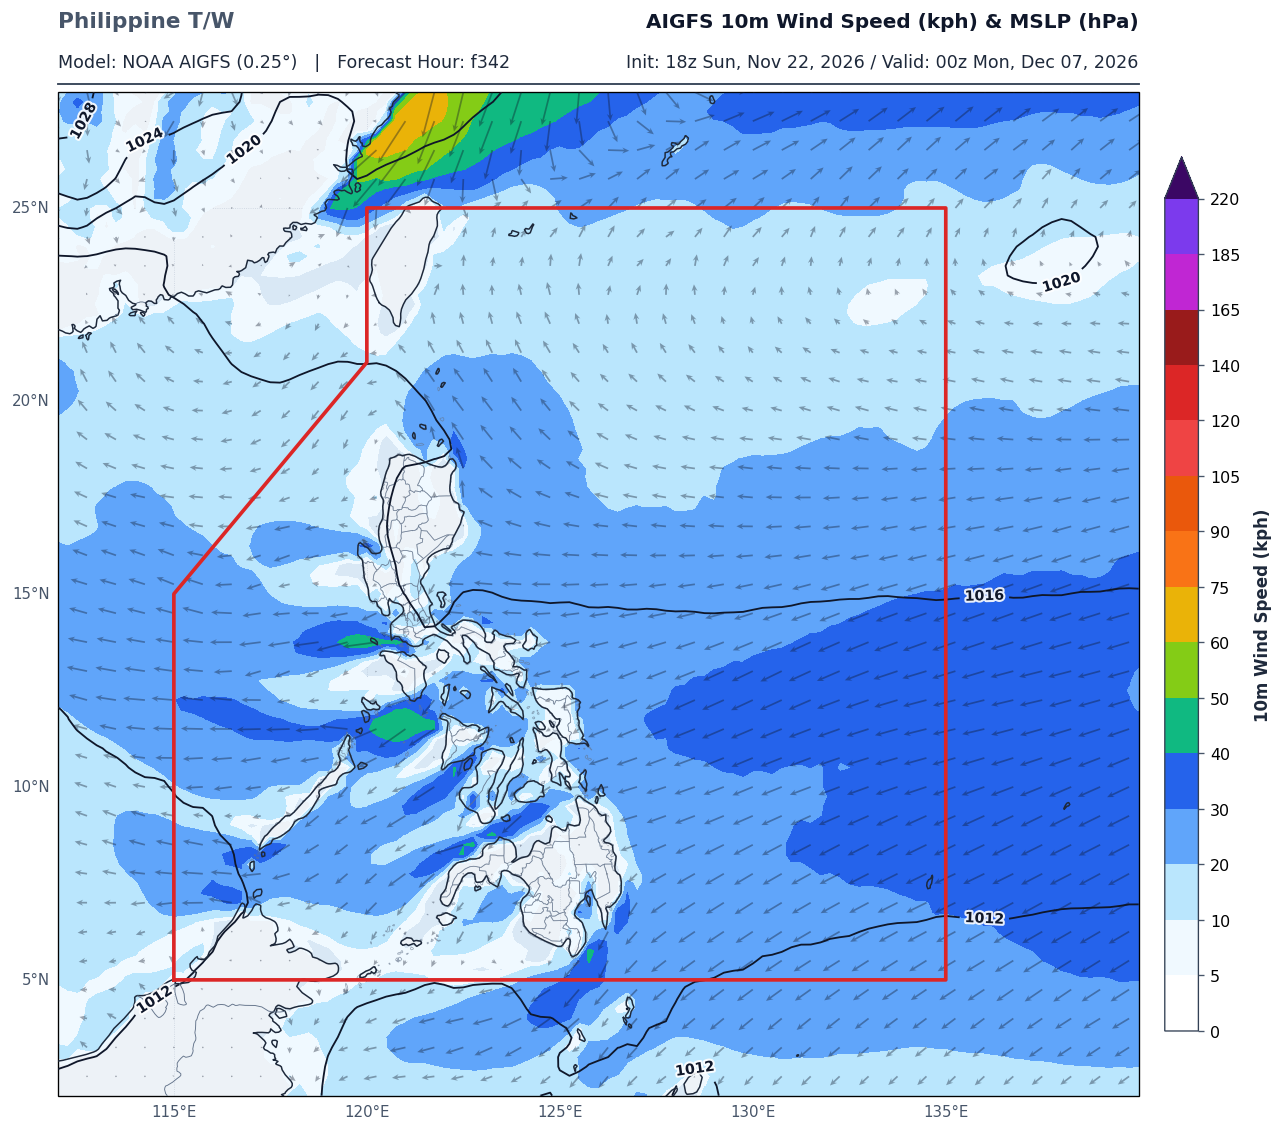 Philippine T/W
AIGFS 10m Wind Speed (kph) & MSLP (hPa)
Model: NOAA AIGFS (0.25°) | Forecast Hour: f342
Init: 18z Sun, Nov 22, 2026 / Valid: 00z Mon, Dec 07, 2026
1028
1024
1020
1020
1016
1012
1012
1012
25°N
20°N
15°N
10°N
5°N
115°E
120°E
125°E
130°E
135°E
220
185
165
140
120
105
90
75
60
50
40
30
20
10
5
0
10m Wind Speed (kph)